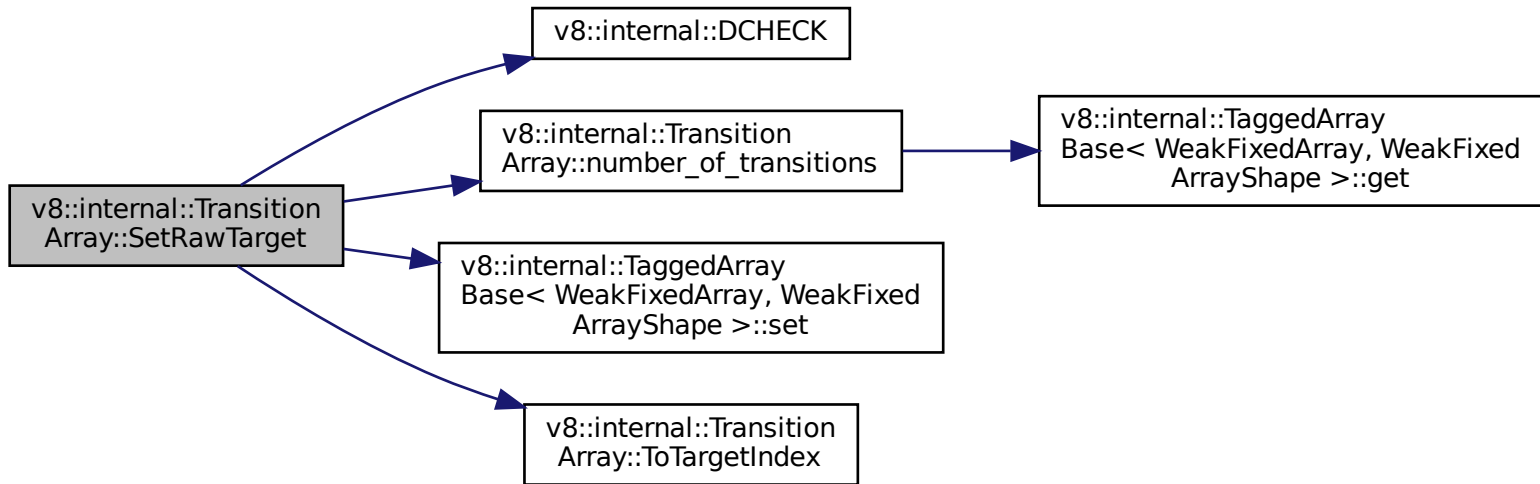 v8::internal::DCHECK
v8::internal::Transition
Array::number_of_transitions
v8::internal::TaggedArray
Base< WeakFixedArray, WeakFixed
ArrayShape >::get
v8::internal::Transition
Array::SetRawTarget
v8::internal::TaggedArray
Base< WeakFixedArray, WeakFixed
ArrayShape >::set
v8::internal::Transition
Array::ToTargetIndex